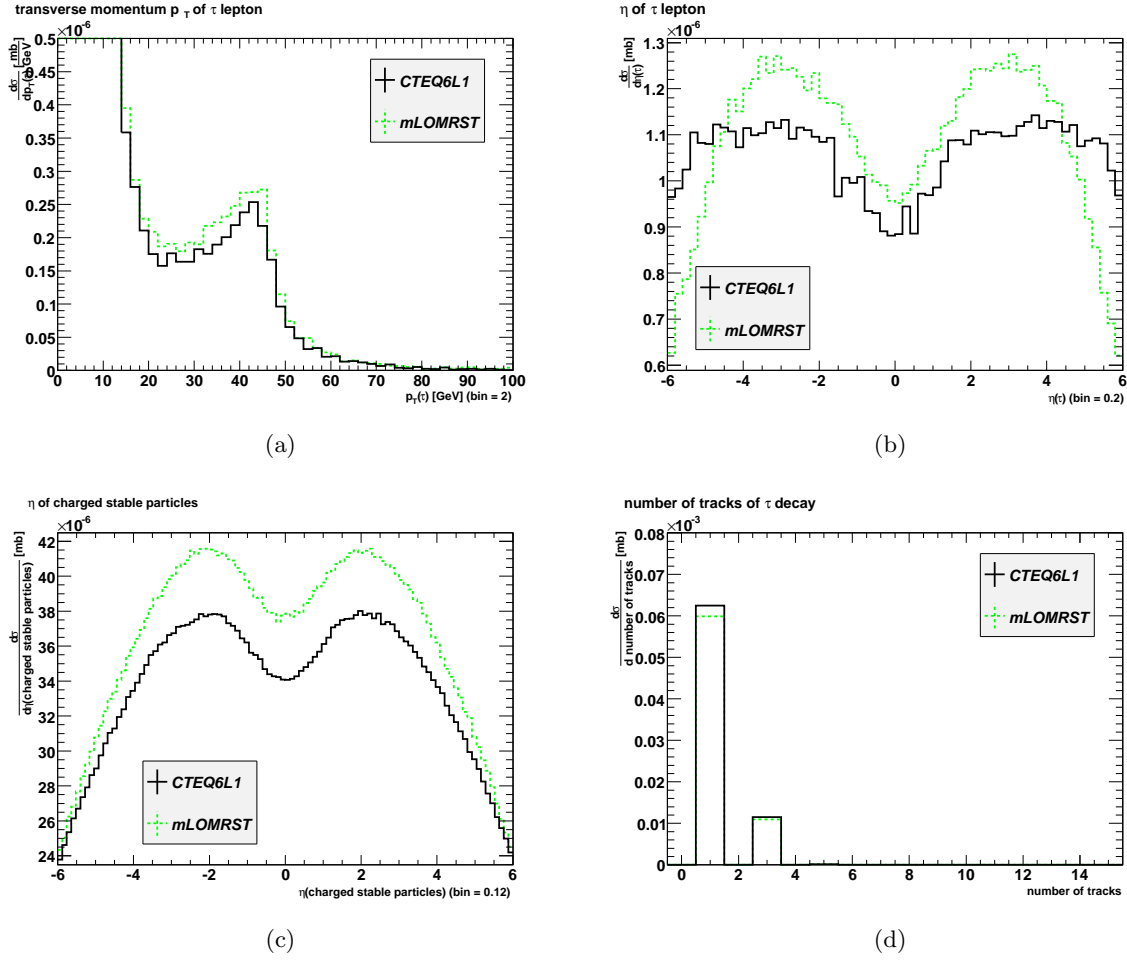 transverse momentum p T of τ lepton
×10-6
dσ/dpT(τ) [mb/GeV]
0.5
0.45
0.4
0.35
0.3
0.25
0.2
0.15
0.1
0.05
0
CTEQ6L1
mLOMRST
0 10 20 30 40 50 60 70 80 90 100
pT(τ) [GeV] (bin = 2)
(a)
η of τ lepton
×10-6
dσ/dη(τ) [mb]
1.3
1.2
1.1
1
0.9
0.8
0.7
0.6
CTEQ6L1
mLOMRST
-6 -4 -2 0 2 4 6
η(τ) (bin = 0.2)
(b)
η of charged stable particles
×10-6
dσ/dη(charged stable particles) [mb]
42
40
38
36
34
32
30
28
26
24
CTEQ6L1
mLOMRST
-6 -4 -2 0 2 4 6
η(charged stable particles) (bin = 0.12)
(c)
number of tracks of τ decay
×10-3
dσ/d number of tracks [mb]
0.08
0.07
0.06
0.05
0.04
0.03
0.02
0.01
0
CTEQ6L1
mLOMRST
0 2 4 6 8 10 12 14
number of tracks
(d)